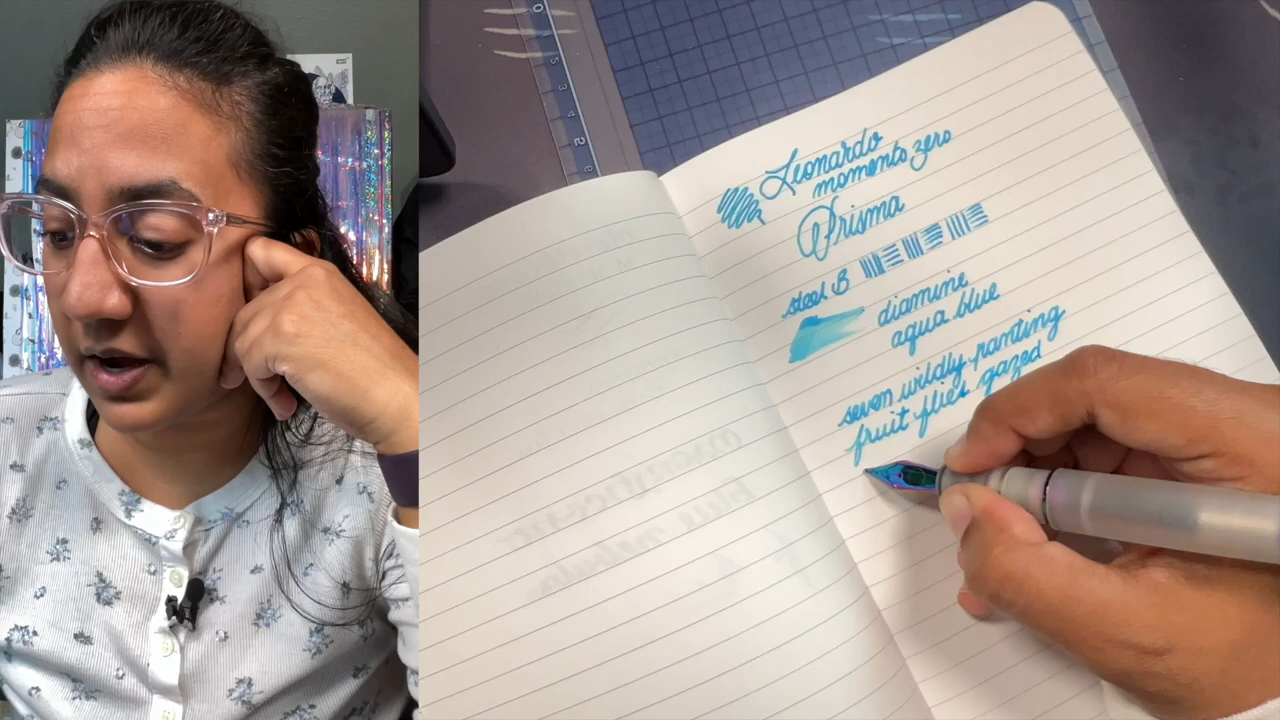 Leonardo
momento zero
Prisma
steel B
diamine
aqua blue
seven wildly panting
fruit flies gazed